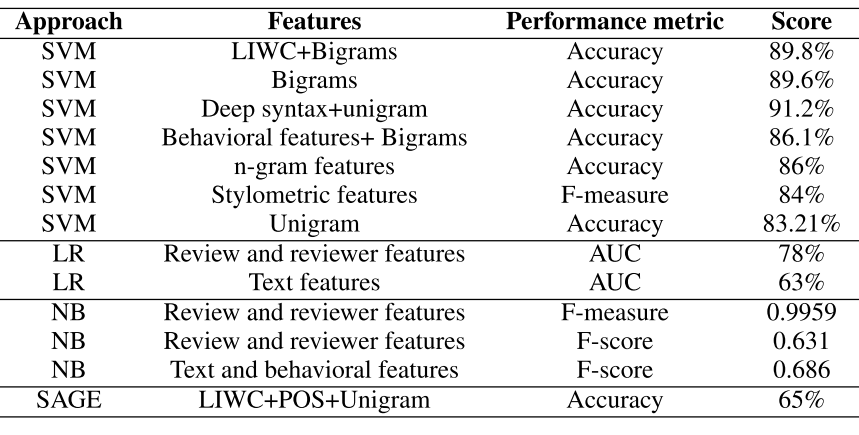 Approach Features Performance metric Score
SVM LIWC+Bigrams Accuracy 89.8%
SVM Bigrams Accuracy 89.6%
SVM Deep syntax+unigram Accuracy 91.2%
SVM Behavioral features+ Bigrams Accuracy 86.1%
SVM n-gram features Accuracy 86%
SVM Stylometric features F-measure 84%
SVM Unigram Accuracy 83.21%
LR Review and reviewer features AUC 78%
LR Text features AUC 63%
NB Review and reviewer features F-measure 0.9959
NB Review and reviewer features F-score 0.631
NB Text and behavioral features F-score 0.686
SAGE LIWC+POS+Unigram Accuracy 65%